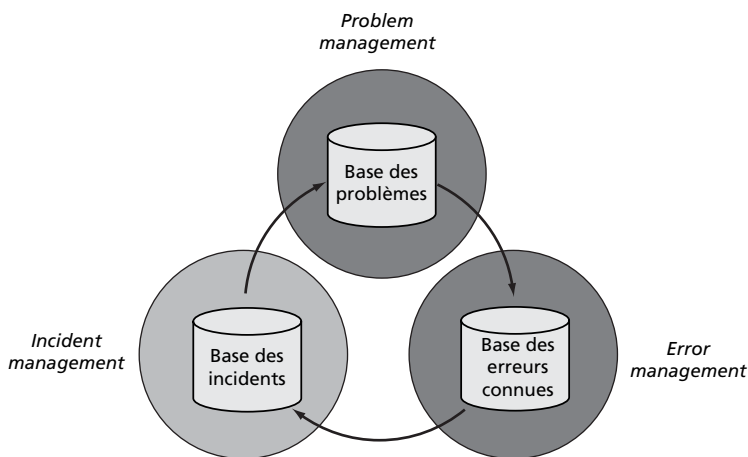 Problem
management
Base des
problèmes
Incident
management
Base des
incidents
Base des
erreurs
connues
Error
management